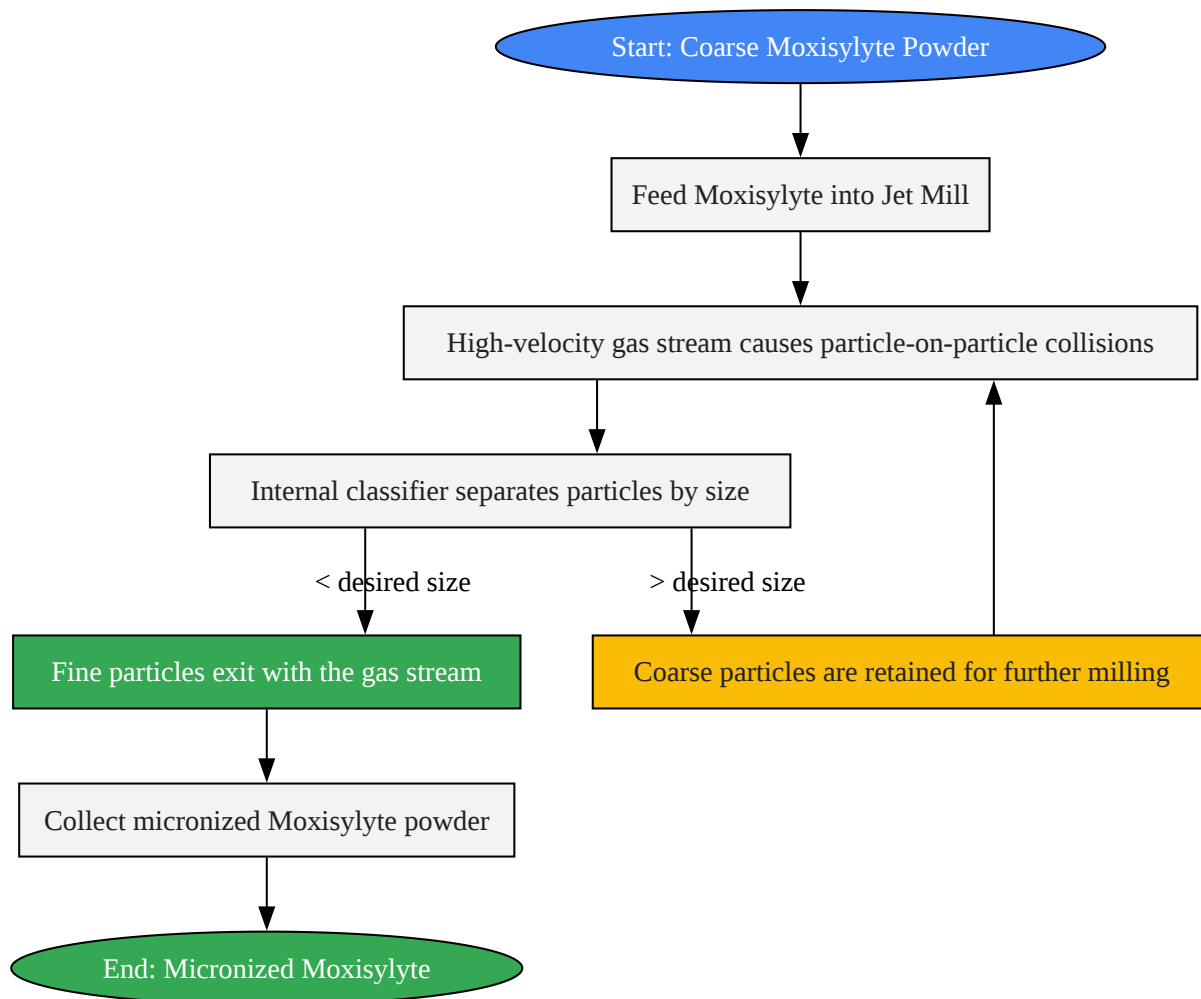 Start: Coarse Moxisylyte Powder
Feed Moxisylyte into Jet Mill
High-velocity gas stream causes particle-on-particle collisions
Internal classifier separates particles by size
< desired size
> desired size
Fine particles exit with the gas stream
Coarse particles are retained for further milling
Collect micronized Moxisylyte powder
End: Micronized Moxisylyte